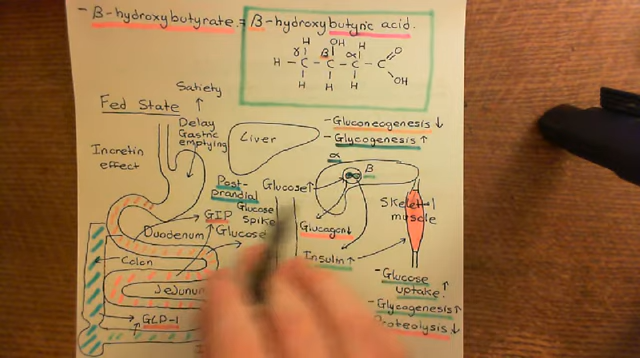 - β-hydroxybutyrate = β-hydroxybutyric acid.
H OH H
γ β α O
H - C - C - C - C
H H H OH
Satiety
↑
Fed State
Delay
Gastric
emptying
Incretin
effect
Liver
- Gluconeogenesis ↓
- Glycogenesis ↑
α
β
Post-
prandial
Glucose
spike
Glucose ↑
Skeletal
muscle
GIP
Duodenum
↑ Glucose
Glucagon ↓
Colon
Insulin ↑
Jejunum
- Glucose
uptake ↑
- Glycogenesis ↑
GLP-1
Proteolysis ↓